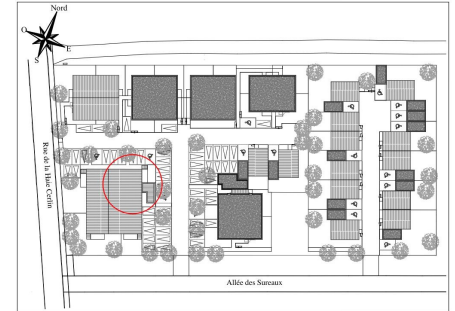 Nord
O
E
S
Rue de la Haie Cerlin
Allée des Sureaux